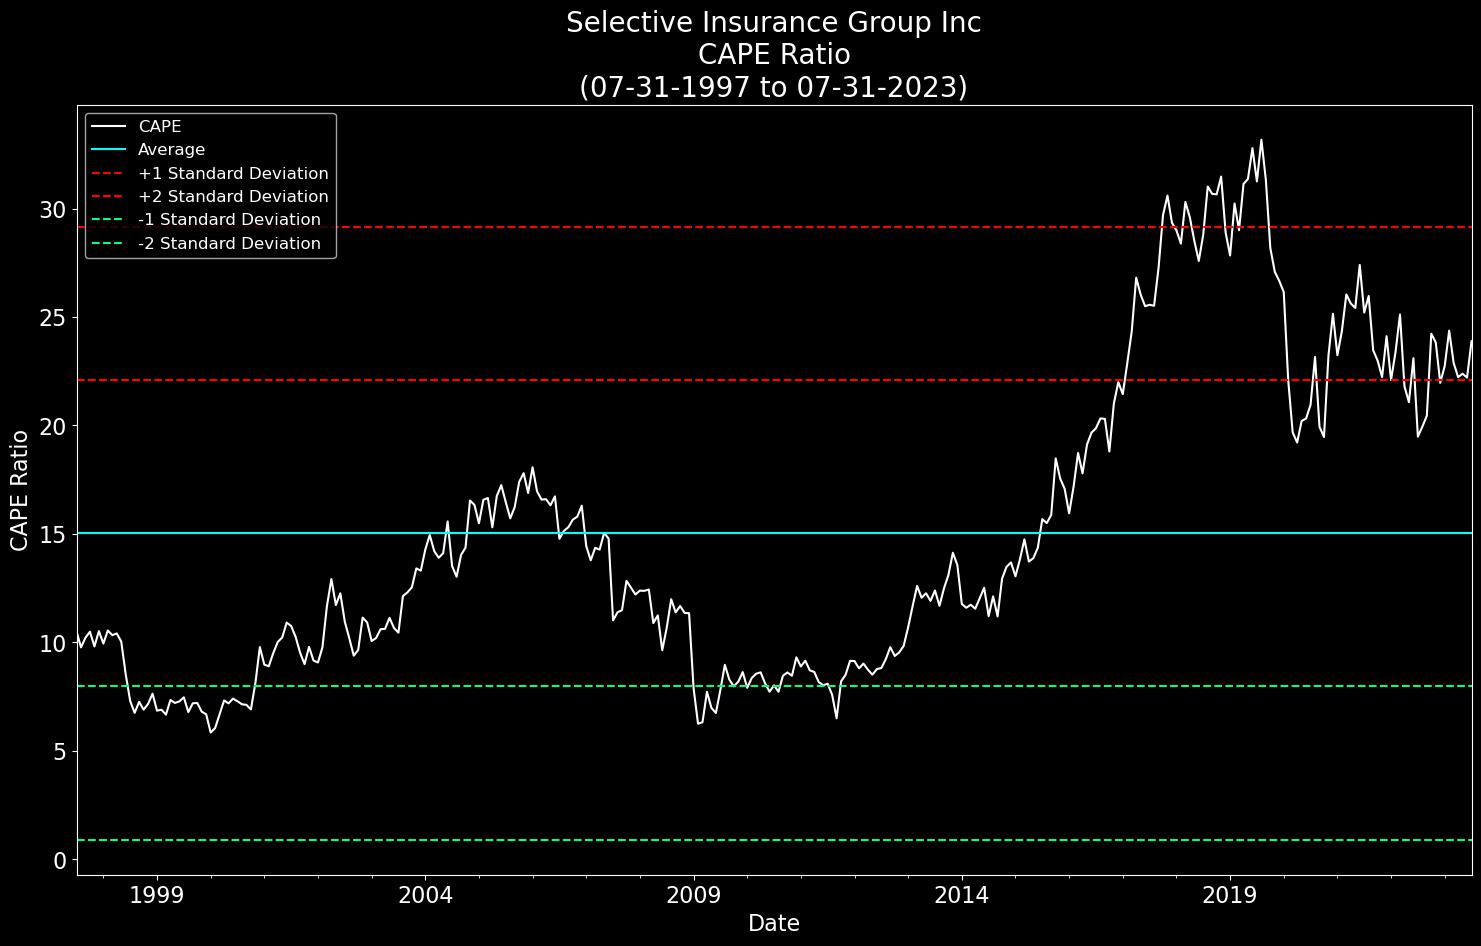 Selective Insurance Group Inc
CAPE Ratio
(07-31-1997 to 07-31-2023)
CAPE
Average
+1 Standard Deviation
+2 Standard Deviation
-1 Standard Deviation
-2 Standard Deviation
30
25
20
15
10
5
0
CAPE Ratio
1999 2004 2009 2014 2019
Date